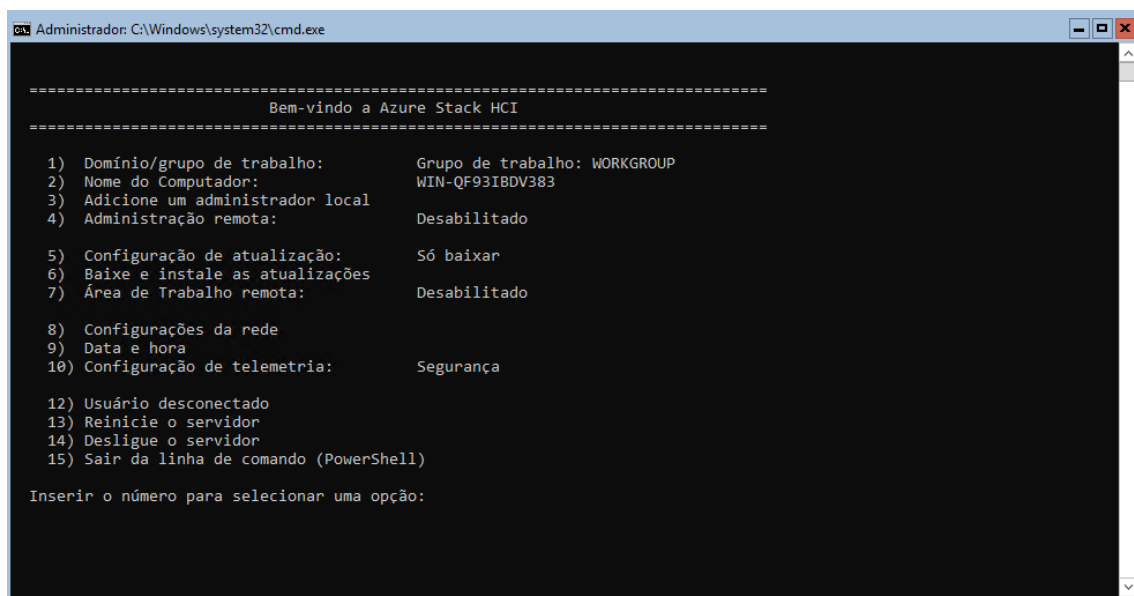 Administrador: C:\Windows\system32\cmd.exe
================================================================================
Bem-vindo a Azure Stack HCI
================================================================================
1) Domínio/grupo de trabalho: Grupo de trabalho: WORKGROUP
2) Nome do Computador: WIN-QF93IBDV383
3) Adicione um administrador local
4) Administração remota: Desabilitado
5) Configuração de atualização: Só baixar
6) Baixe e instale as atualizações
7) Área de Trabalho remota: Desabilitado
8) Configurações da rede
9) Data e hora
10) Configuração de telemetria: Segurança
12) Usuário desconectado
13) Reinicie o servidor
14) Desligue o servidor
15) Sair da linha de comando (PowerShell)
Inserir o número para selecionar uma opção: